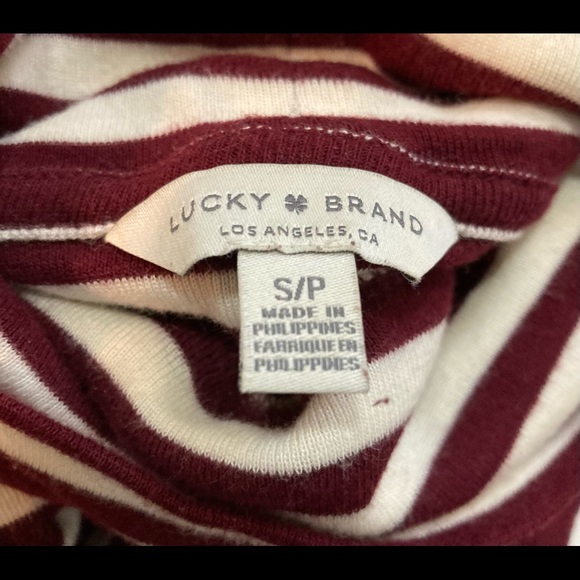 LUCKY BRAND
LOS ANGELES, CA
S/P
MADE IN
PHILIPPINES
FABRIQUE EN
PHILIPPINES